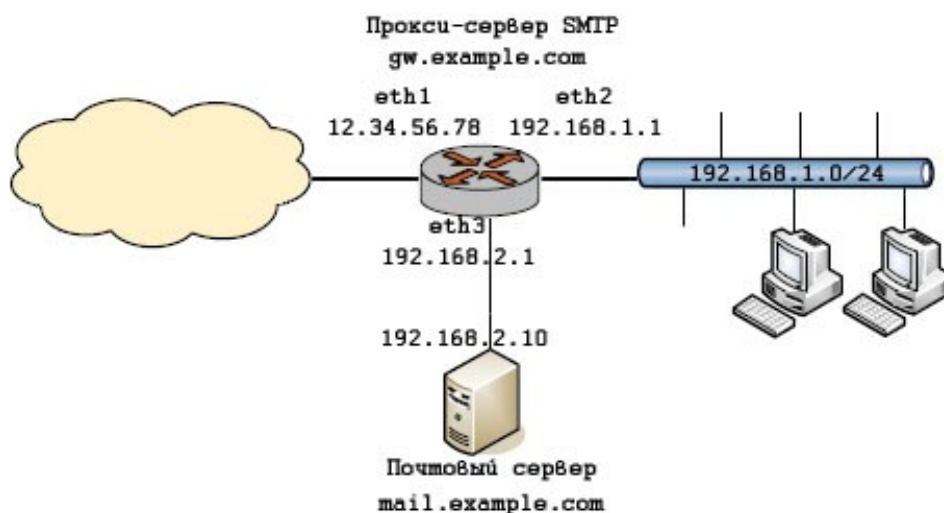 Прокси-сервер SMTP
gw.example.com
eth1 eth2
12.34.56.78 192.168.1.1
192.168.1.0/24
eth3
192.168.2.1
192.168.2.10
Почтовый сервер
mail.example.com